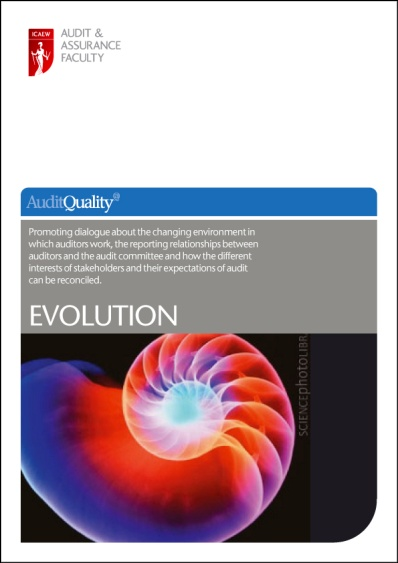 ICAEW
AUDIT &
ASSURANCE
FACULTY
AuditQuality@
Promoting dialogue about the changing environment in
which auditors work, the reporting relationships between
auditors and the audit committee and how the different
interests of stakeholders and their expectations of audit
can be reconciled.
EVOLUTION
SCIENCEphotoLIBR